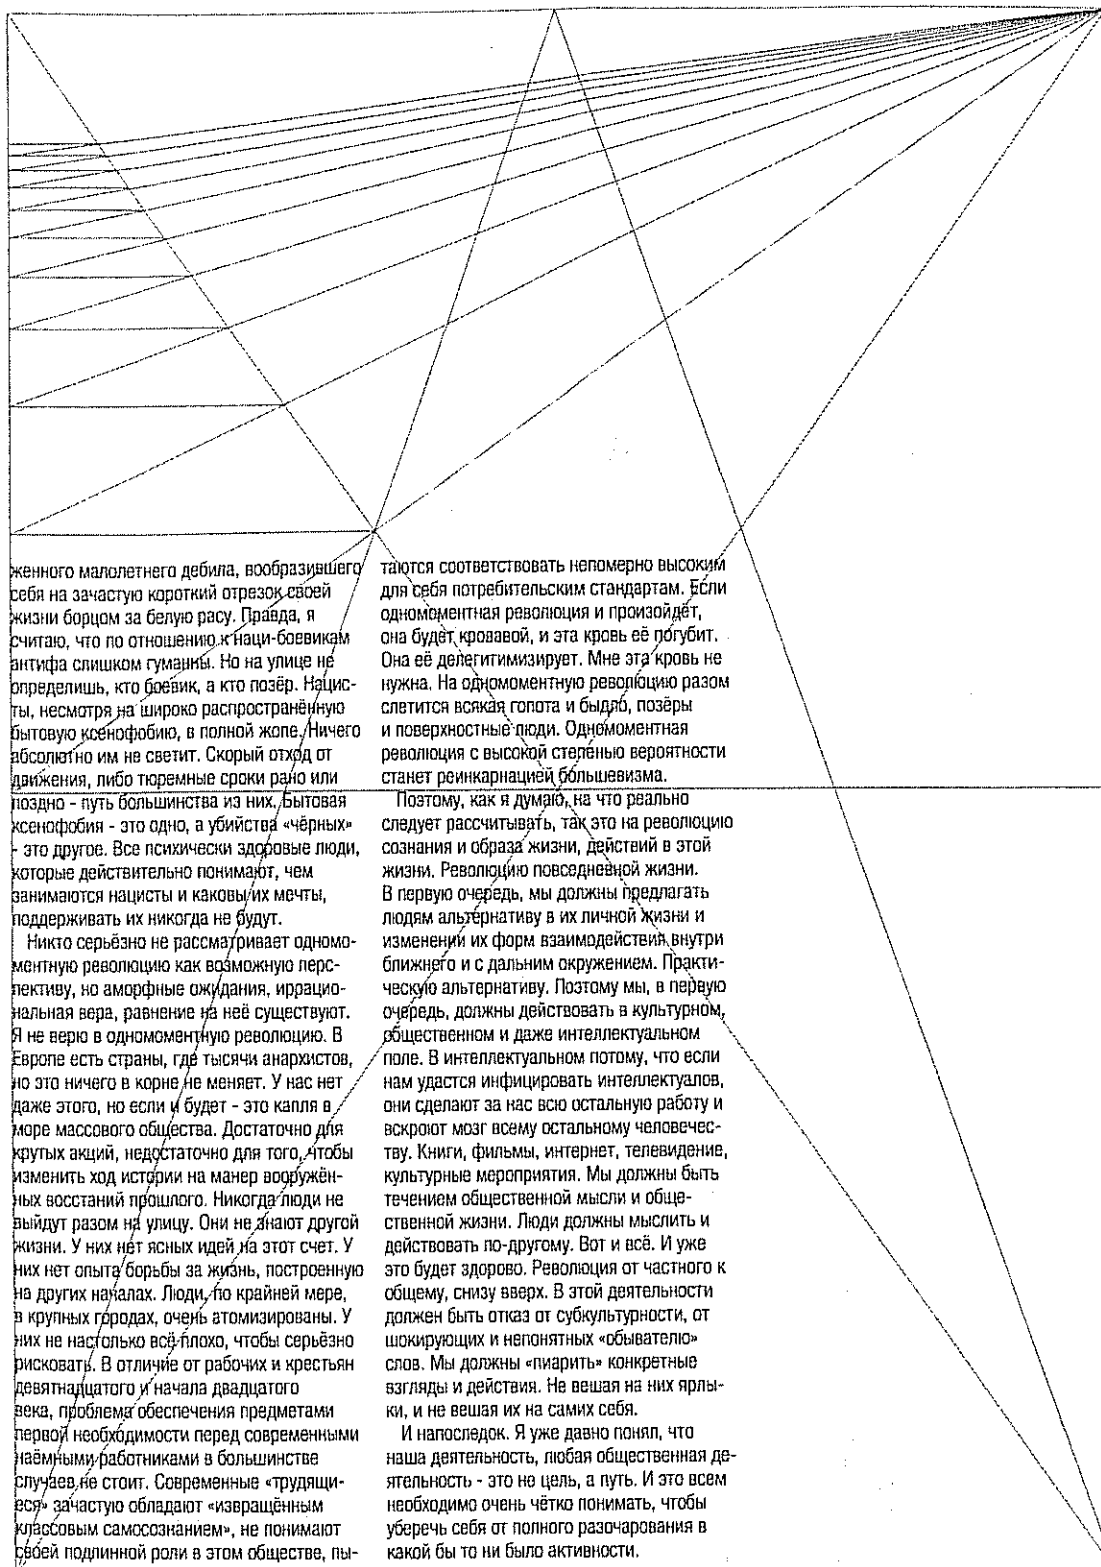 женного малолетнего дебила, вообразившего
себя на зачастую короткий отрезок своей
жизни борцом за белую расу. Правда, я
считаю, что по отношению к наци-боевикам
антифа слишком гуманны. Но на улице не
определишь, кто боевик, а кто позёр. Нацис-
ты, несмотря на широко распространённую
бытовую ксенофобию, в полной жопе. Ничего
абсолютно им не светит. Скорый отход от
движения, либо тюремные сроки рано или
поздно - путь большинства из них. Бытовая
ксенофобия - это одно, а убийства «чёрных»
- это другое. Все психически здоровые люди,
которые действительно понимают, чем
занимаются нацисты и каковы их мечты,
поддерживать их никогда не будут.
Никто серьёзно не рассматривает одномо-
ментную революцию как возможную перс-
пективу, но аморфные ожидания, иррацио-
нальная вера, равнение на неё существуют.
Я не верю в одномоментную революцию. В
Европе есть страны, где тысячи анархистов,
но это ничего в корне не меняет. У нас нет
даже этого, но если и будет - это капля в
море массового общества. Достаточно для
крутых акций, недостаточно для того, чтобы
изменить ход истории на манер вооружён-
ных восстаний прошлого. Никогда люди не
выйдут разом на улицу. Они не знают другой
жизни. У них нет ясных идей на этот счет. У
них нет опыта борьбы за жизнь, построенную
на других началах. Люди, по крайней мере,
в крупных городах, очень атомизированы. У
них не настолько всё плохо, чтобы серьёзно
рисковать. В отличие от рабочих и крестьян
девятнадцатого и начала двадцатого
века, проблема обеспечения предметами
первой необходимости перед современными
наёмными работниками в большинстве
случаев не стоит. Современные «трудящи-
еся» зачастую обладают «извращённым
классовым самосознанием», не понимают
своей подлинной роли в этом обществе, пы-
таются соответствовать непомерно высоким
для себя потребительским стандартам. Если
одномоментная революция и произойдёт,
она будет кровавой, и эта кровь её погубит.
Она её делегитимизирует. Мне эта кровь не
нужна. На одномоментную революцию разом
слетится всякая гопота и быдло, позёры
и поверхностные люди. Одномоментная
революция с высокой степенью вероятности
станет реинкарнацией большевизма.
Поэтому, как я думаю, на что реально
следует рассчитывать, так это на революцию
сознания и образа жизни, действий в этой
жизни. Революцию повседневной жизни.
В первую очередь, мы должны предлагать
людям альтернативу в их личной жизни и
изменении их форм взаимодействия внутри
ближнего и с дальним окружением. Практи-
ческую альтернативу. Поэтому мы, в первую
очередь, должны действовать в культурном,
общественном и даже интеллектуальном
поле. В интеллектуальном потому, что если
нам удастся инфицировать интеллектуалов,
они сделают за нас всю остальную работу и
вскроют мозг всему остальному человечес-
тву. Книги, фильмы, интернет, телевидение,
культурные мероприятия. Мы должны быть
течением общественной мысли и обще-
ственной жизни. Люди должны мыслить и
действовать по-другому. Вот и всё. И уже
это будет здорово. Революция от частного к
общему, снизу вверх. В этой деятельности
должен быть отказ от субкультурности, от
шокирующих и непонятных «обывателю»
слов. Мы должны «пиарить» конкретные
взгляды и действия. Не вешая на них ярлы-
ки, и не вешая их на самих себя.
И напоследок. Я уже давно понял, что
наша деятельность, любая общественная де-
ятельность - это не цель, а путь. И это всем
необходимо очень чётко понимать, чтобы
уберечь себя от полного разочарования в
какой бы то ни было активности.